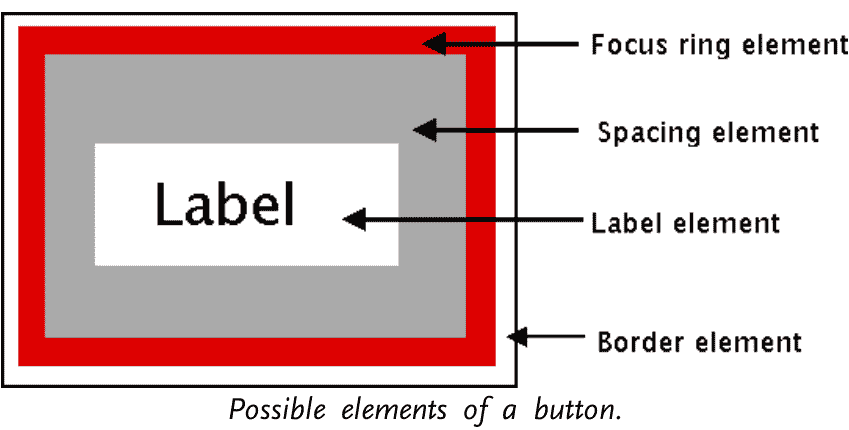 Focus ring element
Spacing element
Label
Label element
Border element
Possible elements of a button.